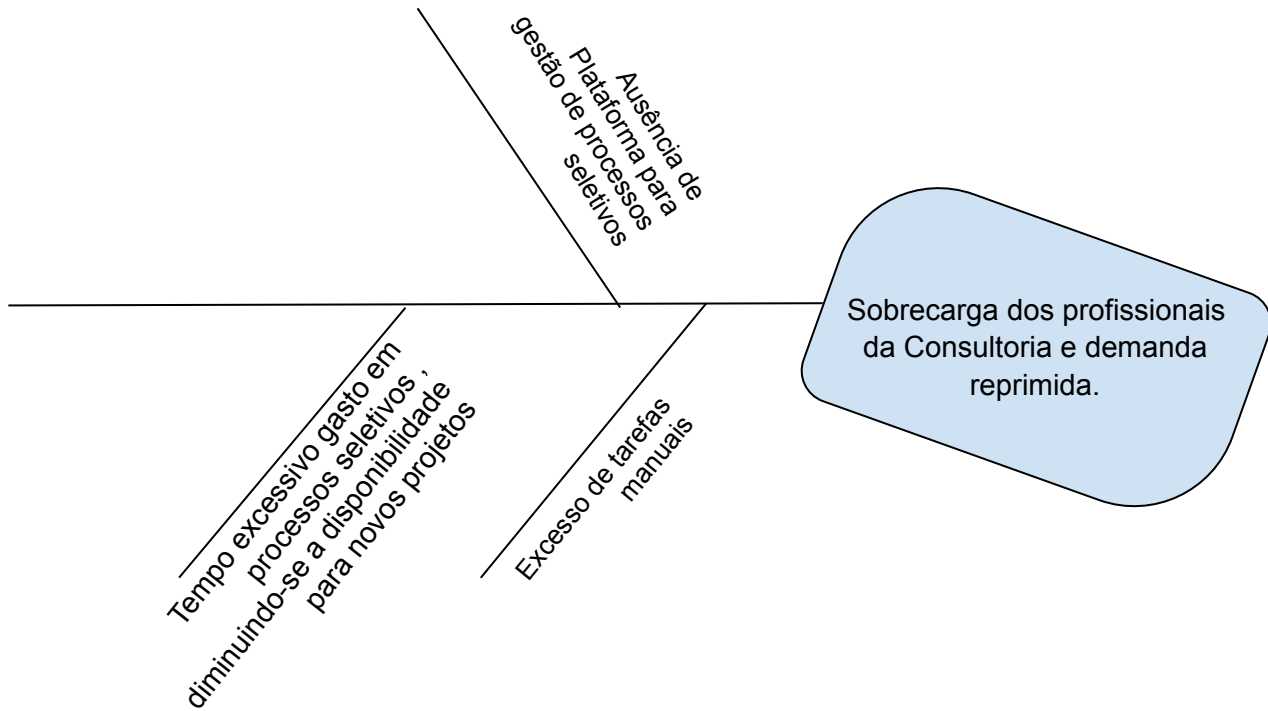 Ausência de
Plataforma para
gestão de processos
seletivos
Sobrecarga dos profissionais
da Consultoria e demanda
reprimida.
Tempo excessivo gasto em
processos seletivos ,
diminuindo-se a disponibilidade
para novos projetos
Excesso de tarefas
manuais